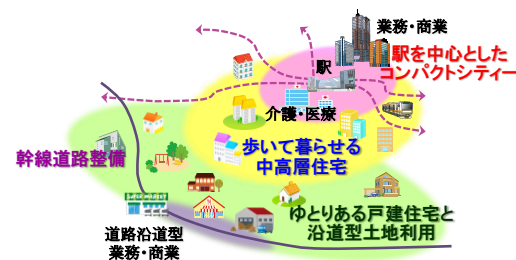 業務・商業
駅を中心とした
コンパクトシティー
駅
介護・医療
歩いて暮らせる
中高層住宅
幹線道路整備
SUPER MARKET
ゆとりある戸建住宅と
沿道型土地利用
道路沿道型
業務・商業